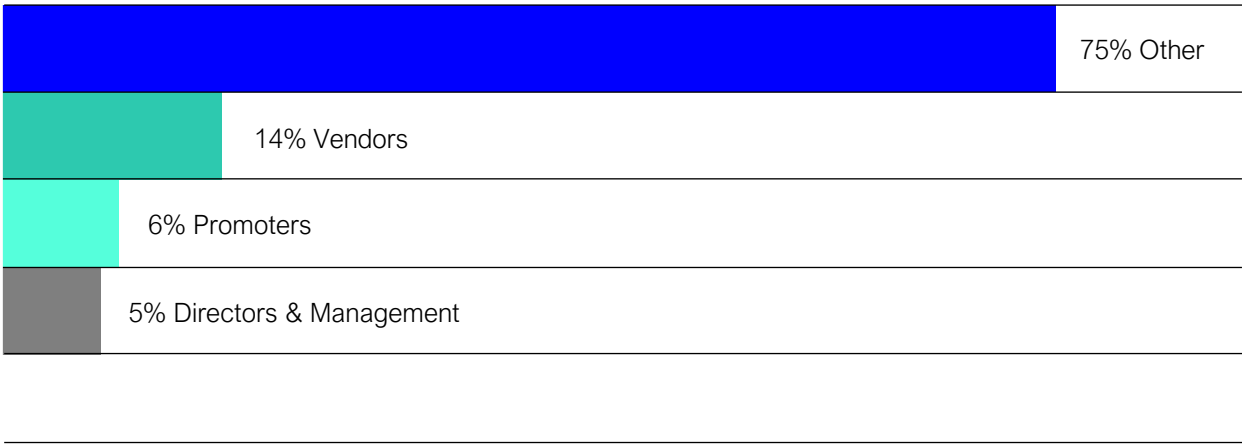 75% Other
14% Vendors
6% Promoters
5% Directors & Management